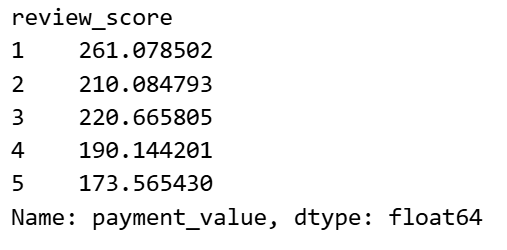 review_score
1    261.078502
2    210.084793
3    220.665805
4    190.144201
5    173.565430
Name: payment_value, dtype: float64